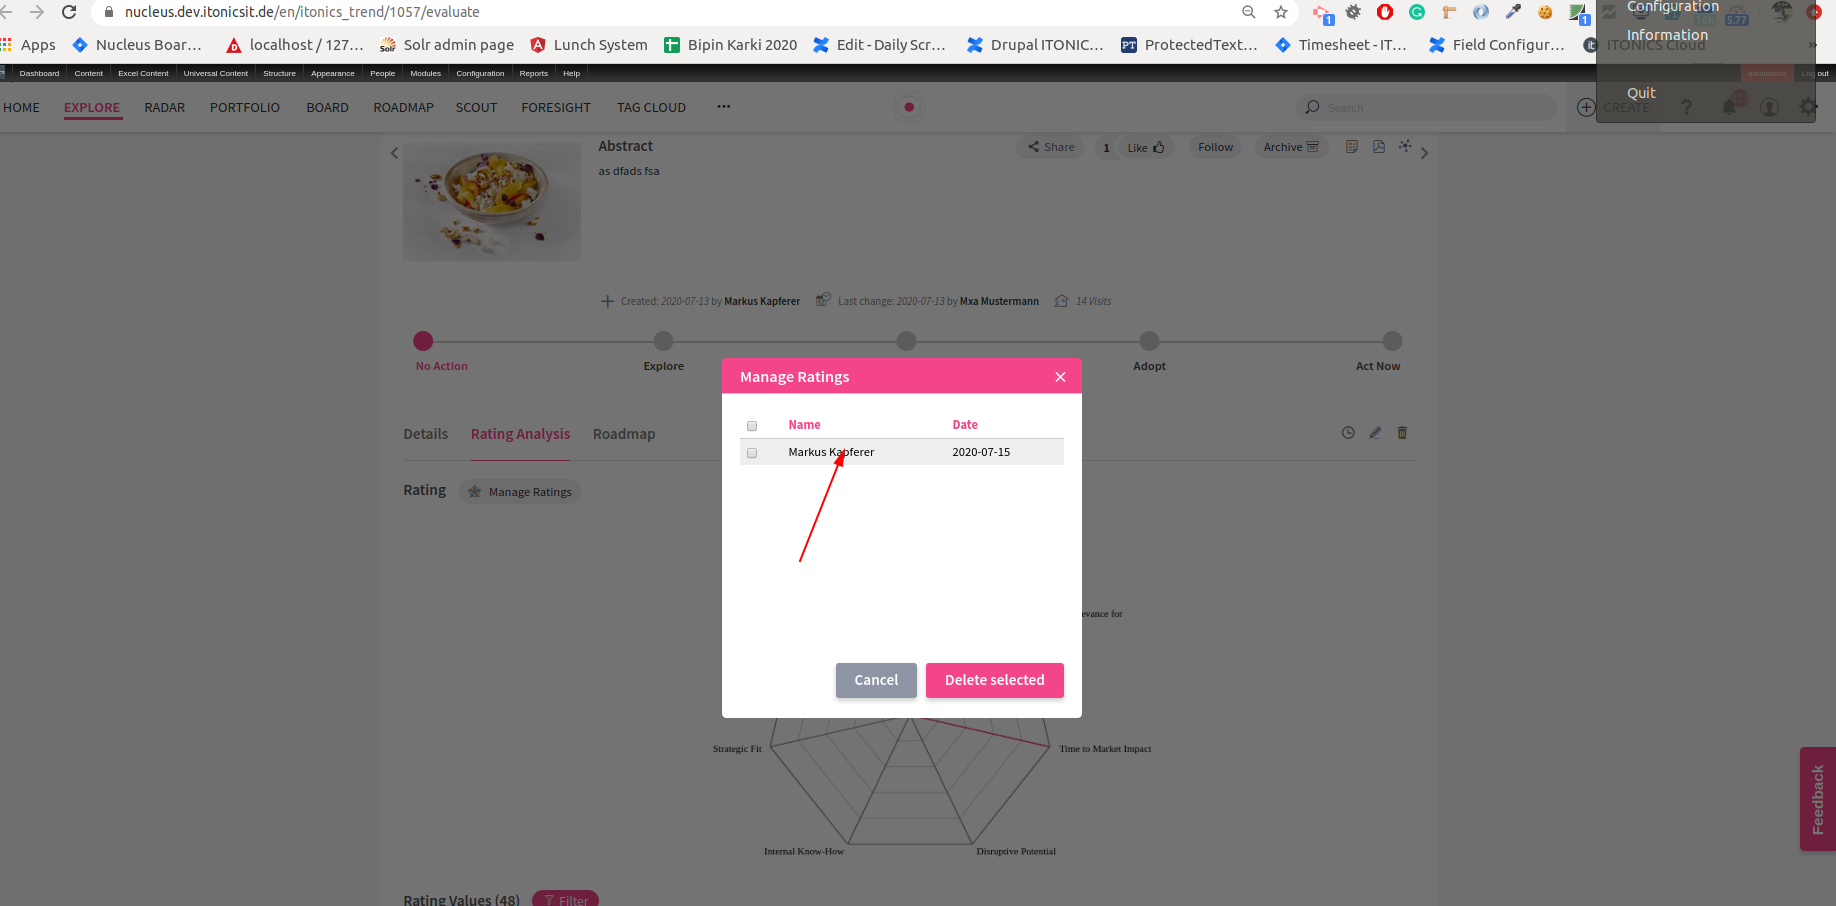 nucleus.dev.itonicsit.de/en/itonics_trend/1057/evaluate
1
1
5.77
Configuration
Information
Quit
Apps
Nucleus Boar...
localhost / 127...
Solr admin page
Lunch System
Bipin Karki 2020
Edit - Daily Scr...
Drupal ITONIC...
ProtectedText...
Timesheet - IT...
Field Configur...
ITONICS Cloud
»
Dashboard
Content
Excel Content
Universal Content
Structure
Appearance
People
Modules
Configuration
Reports
Help
admitonics
Log out
HOME
EXPLORE
RADAR
PORTFOLIO
BOARD
ROADMAP
SCOUT
FORESIGHT
TAG CLOUD
...
Search
CREATE
?
Abstract
as dfads fsa
Share
1
Like
Follow
Archive
Created: 2020-07-13 by Markus Kapferer
Last change: 2020-07-13 by Mxa Mustermann
14 Visits
No Action
Explore
Adopt
Act Now
Manage Ratings
Name
Date
Markus Kapferer
2020-07-15
Cancel
Delete selected
Details
Rating Analysis
Roadmap
Rating
Manage Ratings
evance for
Strategic Fit
Time to Market Impact
Internal Know-How
Disruptive Potential
Feedback
Rating Values (48)
Filter